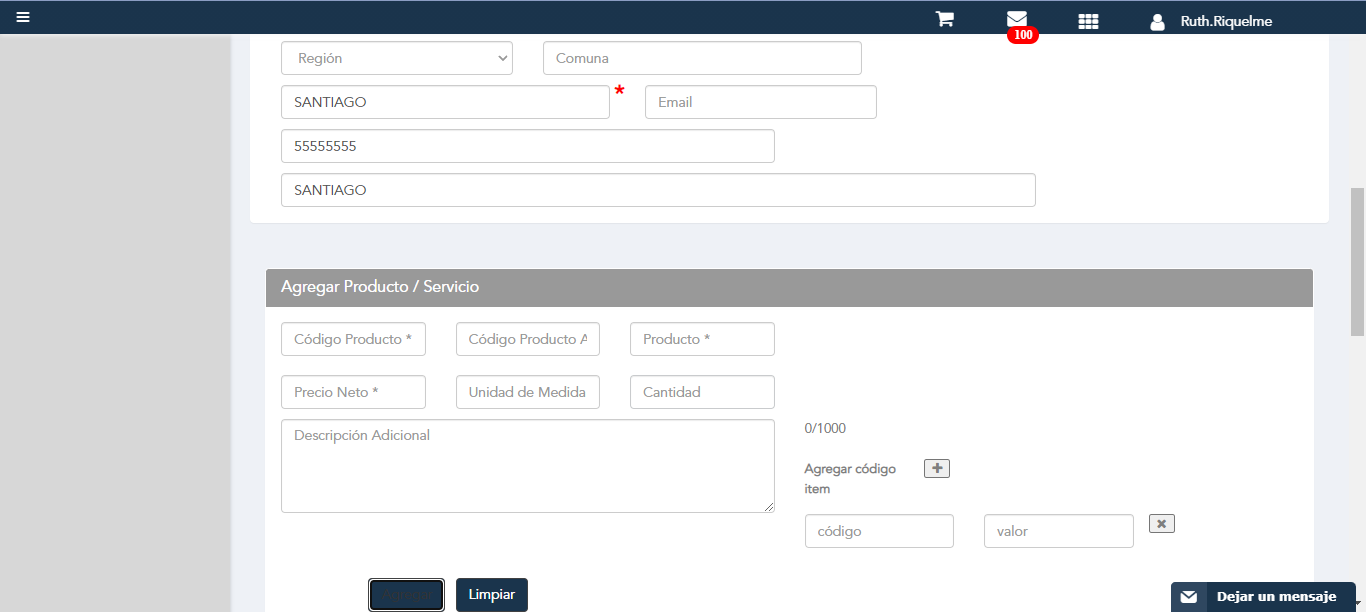 Ruth.Riquelme
100
Región
Comuna
SANTIAGO
*
Email
55555555
SANTIAGO
Agregar Producto / Servicio
Código Producto *
Código Producto A
Producto *
Precio Neto *
Unidad de Medida
Cantidad
Descripción Adicional
0/1000
Agregar código
item
código
valor
Agregar
Limpiar
Dejar un mensaje